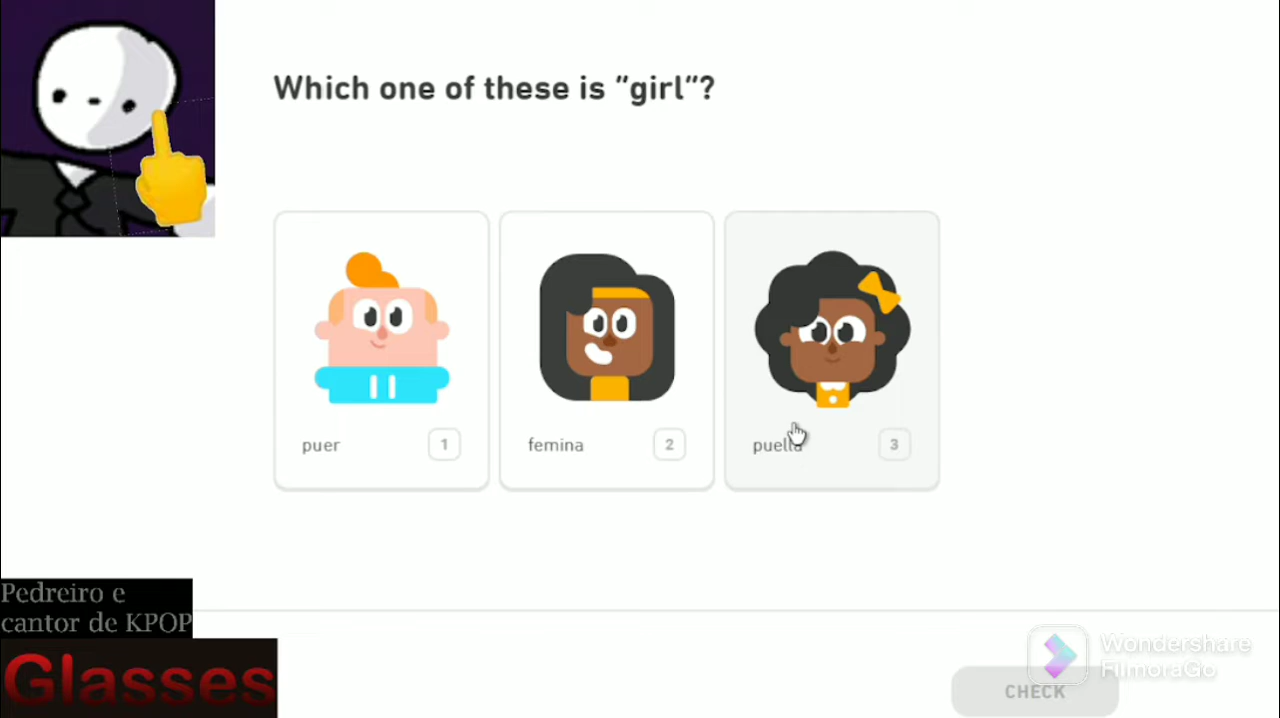 Which one of these is "girl"?
puer 1
femina 2
puella 3
Pedreiro e
cantor de KPOP
Glasses
Wondershare
FilmoraGo
CHECK